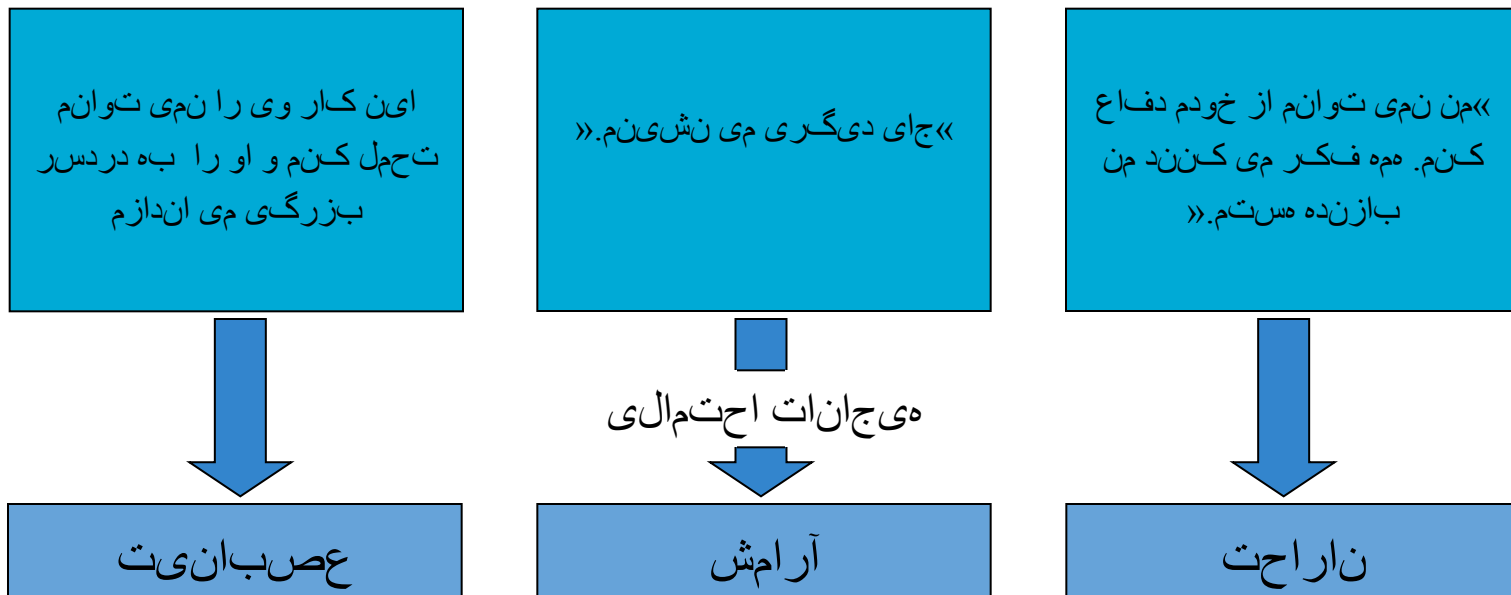 »من نمی توانم از خودم دفاع
کنم. همه فکر می کنند من
بازنده هستم.«
»جای دیگری می نشینم.«
این کار وی را نمی توانم
تحمل کنم و او را به دردسر
بزرگی می اندازم
هیجانات احتمالی
ناراحت
آرامش
عصبانیت